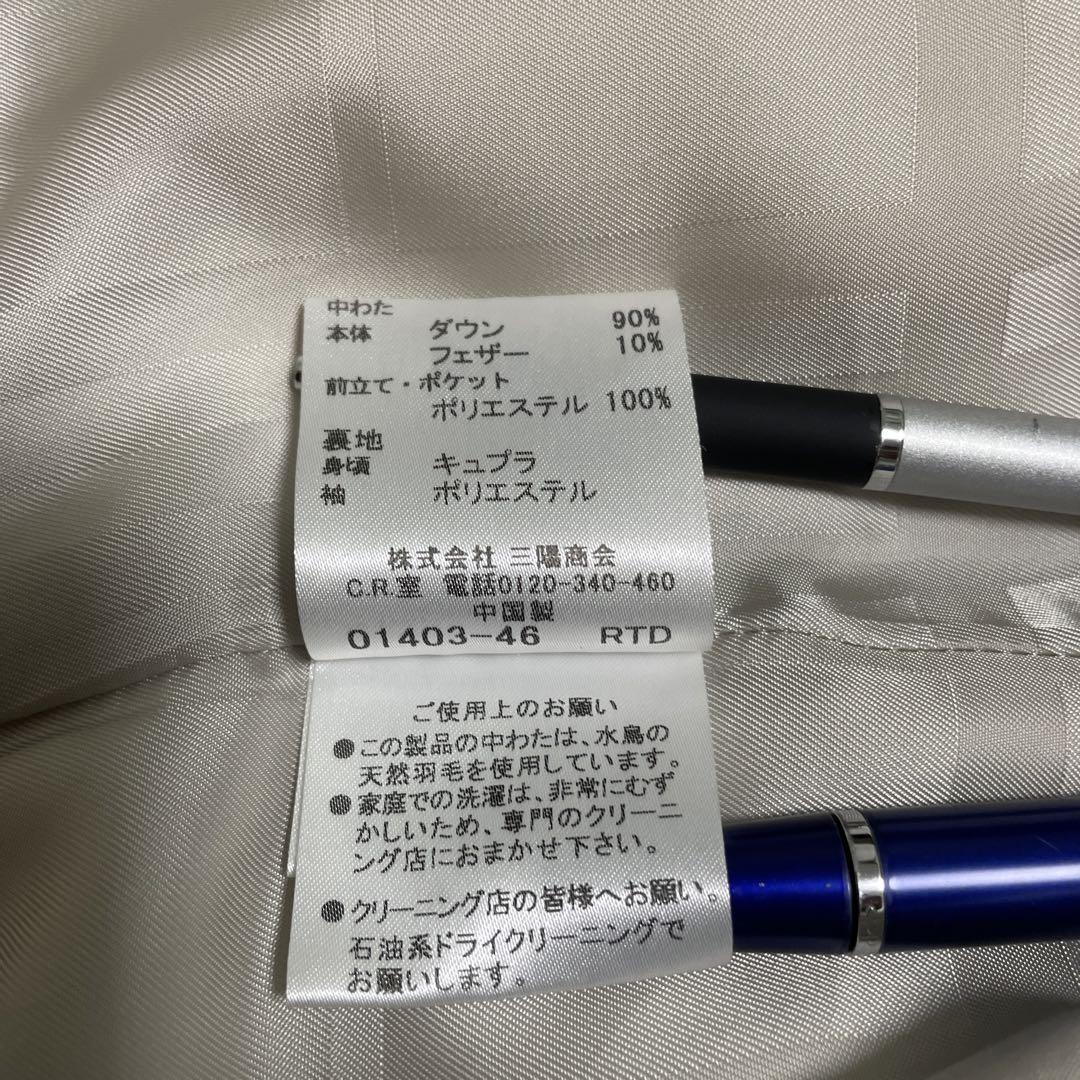 中わた
本体 ダウン 90%
フェザー 10%
前立て・ポケット
ポリエステル 100%
裏地
身頃 キュプラ
袖 ポリエステル
株式会社 三陽商会
C.R.室 電話0120-340-460
中国製
01403-46 RTD
ご使用上のお願い
●この製品の中わたは、水鳥の
天然羽毛を使用しています。
●家庭での洗濯は、非常にむず
かしいため、専門のクリーニ
ング店におまかせ下さい。
●クリーニング店の皆様へお願い。
石油系ドライクリーニングで
お願いします。